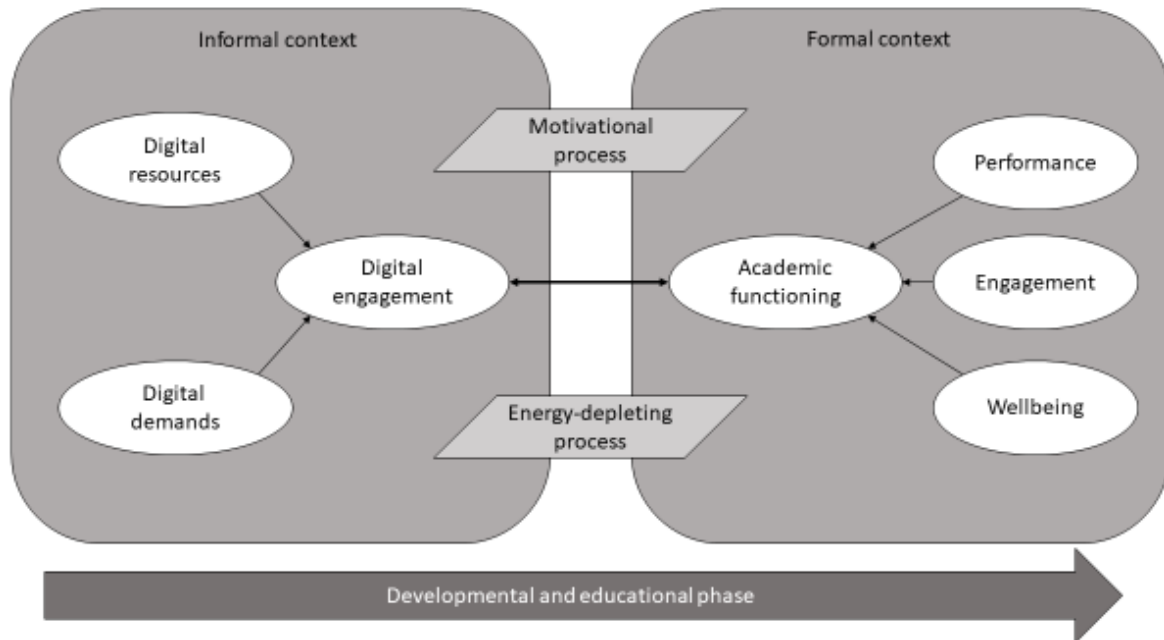 Informal context
Formal context
Motivational
process
Digital
resources
Performance
Digital
engagement
Academic
functioning
Engagement
Digital
demands
Energy-depleting
process
Wellbeing
Developmental and educational phase